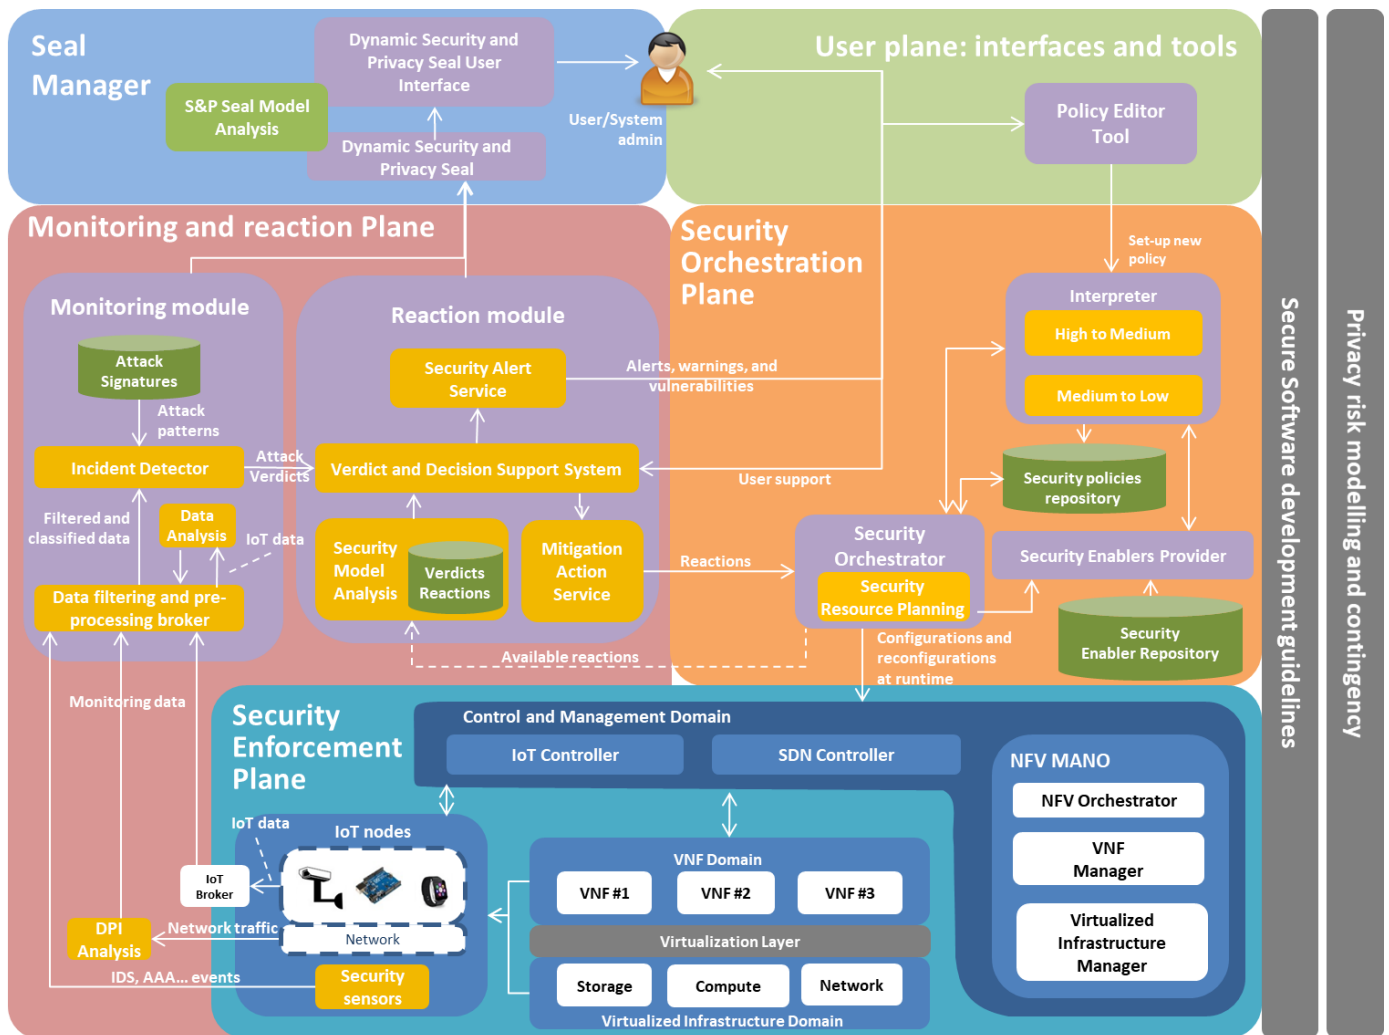 Seal
Manager
Dynamic Security and
Privacy Seal User
Interface
S&P Seal Model
Analysis
Dynamic Security and
Privacy Seal
User/System
admin
User plane: interfaces and tools
Policy Editor
Tool
Set-up new
policy
Monitoring and reaction Plane
Monitoring module
Attack
Signatures
Attack
patterns
Incident Detector
Attack
Verdicts
Filtered and
classified data
Data
Analysis
IoT data
Data filtering and pre-
processing broker
Monitoring data
Reaction module
Security Alert
Service
Alerts, warnings, and
vulnerabilities
Verdict and Decision Support System
User support
Security
Model
Analysis
Verdicts
Reactions
Mitigation
Action
Service
Reactions
Available reactions
Security
Orchestration
Plane
Interpreter
High to Medium
Medium to Low
Security policies
repository
Security
Orchestrator
Security
Resource Planning
Security Enablers Provider
Security
Enabler Repository
Configurations and
reconfigurations
at runtime
Security
Enforcement
Plane
Control and Management Domain
IoT Controller
SDN Controller
NFV MANO
NFV Orchestrator
VNF
Manager
Virtualized
Infrastructure
Manager
IoT data
IoT nodes
IoT
Broker
Network
Network traffic
DPI
Analysis
IDS, AAA... events
Security
sensors
VNF Domain
VNF #1
VNF #2
VNF #3
Virtualization Layer
Storage
Compute
Network
Virtualized Infrastructure Domain
Secure Software development guidelines
Privacy risk modelling and contingency